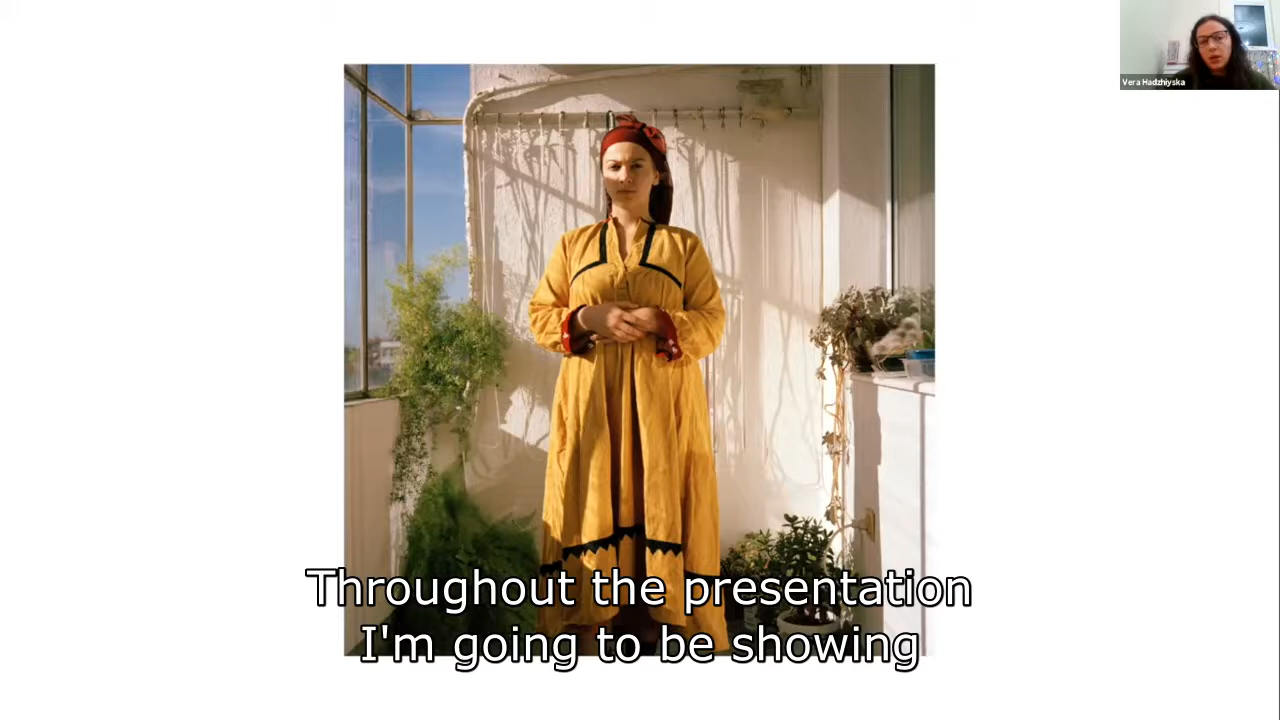 Vera Hadzhiyska
Throughout the presentation
I'm going to be showing